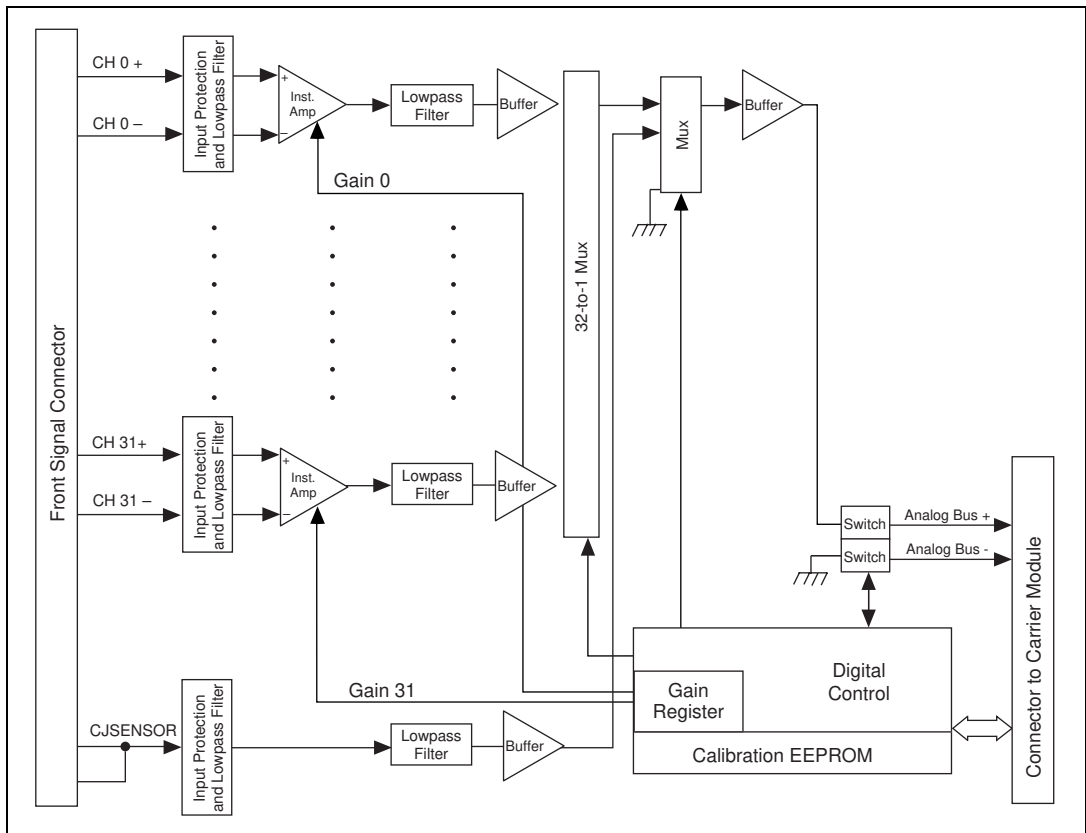 Front Signal Connector
CH 0 +
CH 0 –
Input Protection
and Lowpass Filter
+
–
Inst.
Amp
Lowpass
Filter
Buffer
Gain 0
32-to-1 Mux
Mux
Buffer
CH 31+
CH 31 –
Input Protection
and Lowpass Filter
+
–
Inst.
Amp
Lowpass
Filter
Buffer
Gain 31
CJSENSOR
Input Protection
and Lowpass Filter
Lowpass
Filter
Buffer
Switch
Analog Bus +
Switch
Analog Bus -
Digital
Control
Gain
Register
Calibration EEPROM
Connector to Carrier Module